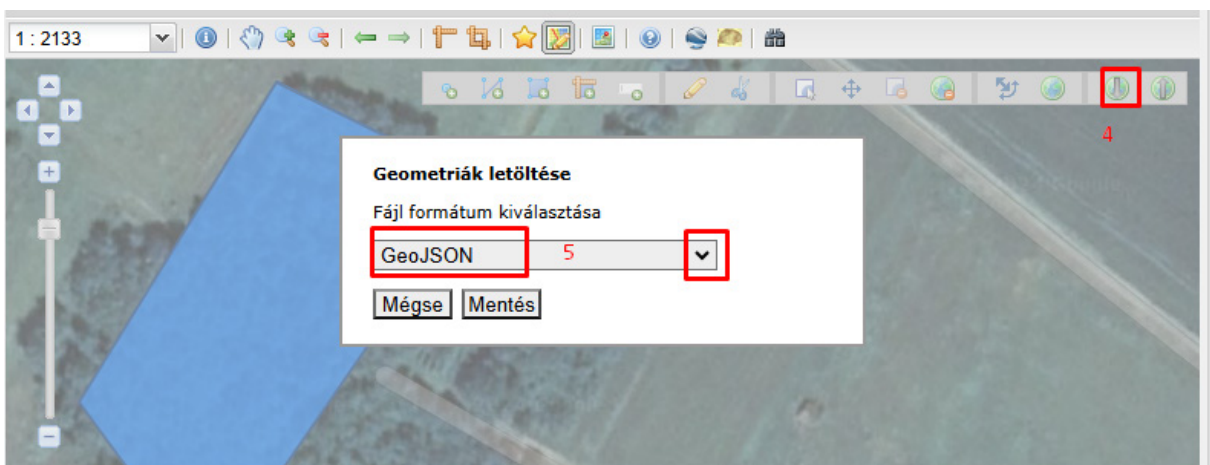 1 : 2133
4
Geometriák letöltése
Fájl formátum kiválasztása
GeoJSON
5
Mégse
Mentés